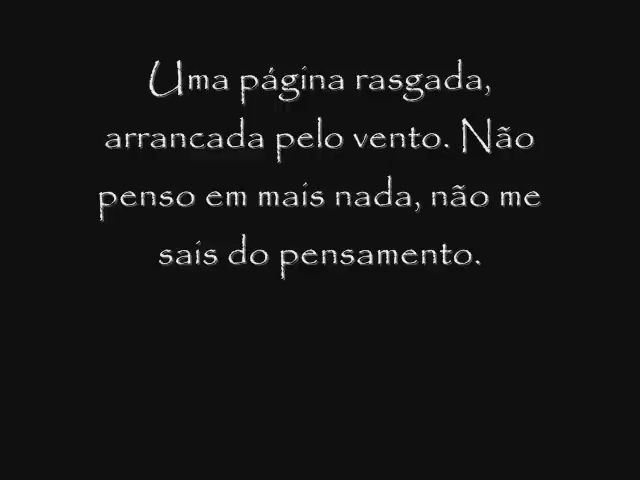 Uma página rasgada,
arrancada pelo vento. Não
penso em mais nada, não me
sais do pensamento.